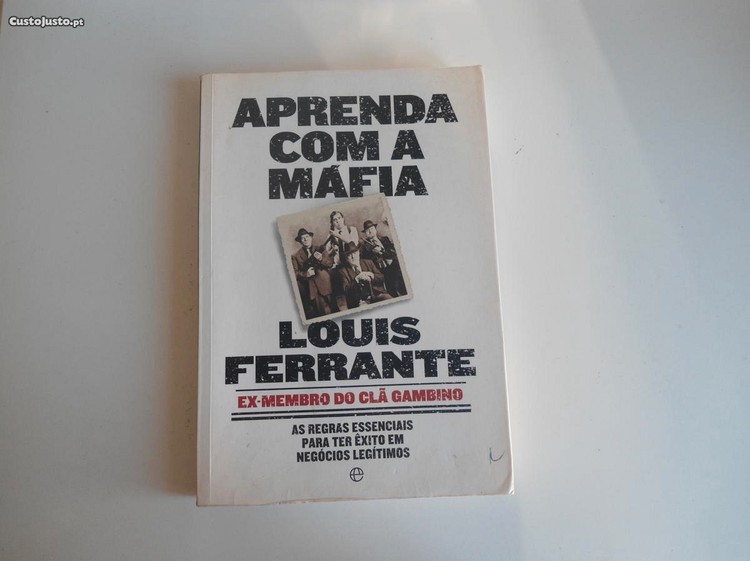 CustoJusto.pt
APRENDA
COM A
MÁFIA
LOUIS
FERRANTE
EX-MEMBRO DO CLÃ GAMBINO
AS REGRAS ESSENCIAIS
PARA TER ÊXITO EM
NEGÓCIOS LEGÍTIMOS